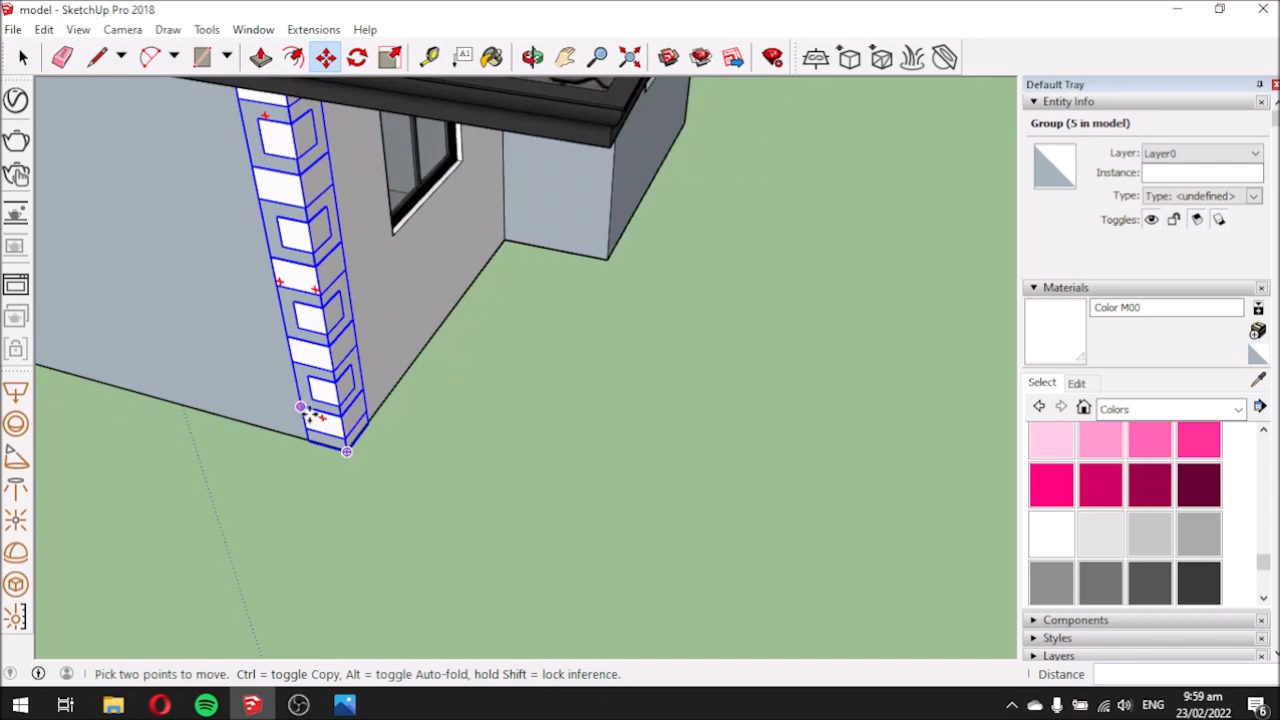 model - SketchUp Pro 2018
File Edit View Camera Draw Tools Window Extensions Help
A1
Default Tray
Entity Info
Group (5 in model)
Layer: Layer0
Instance:
Type: Type: <undefined>
Toggles:
Materials
Color M00
Select Edit
Colors
Components
Styles
Layers
Pick two points to move. Ctrl = toggle Copy, Alt = toggle Auto-fold, hold Shift = lock inference.
Distance
ENG
9:59 am
23/02/2022
6